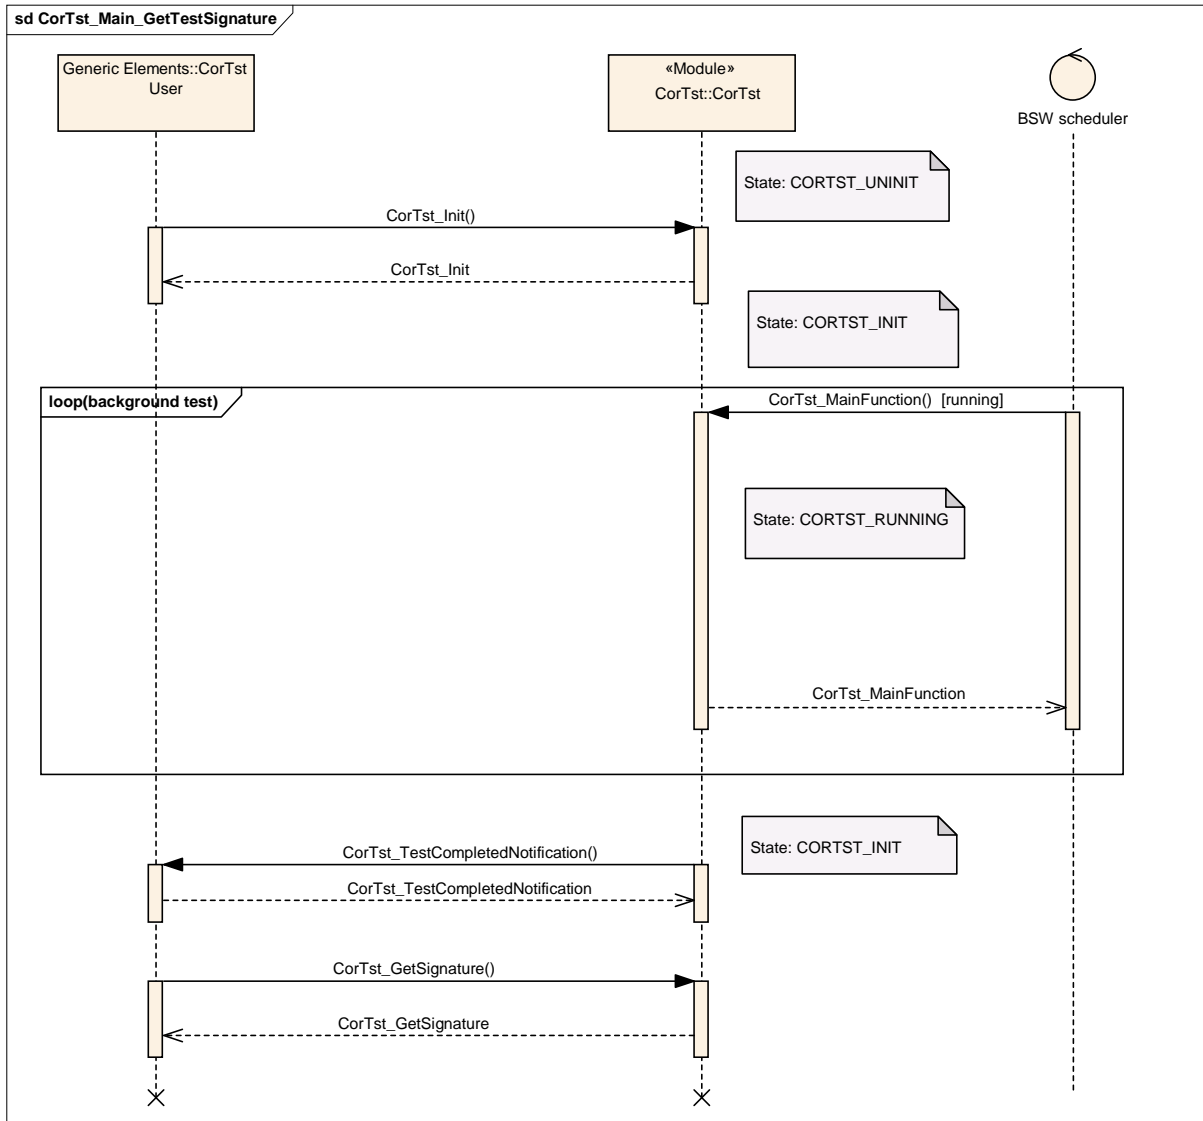 sd CorTst_Main_GetTestSignature
Generic Elements::CorTst
User
«Module»
CorTst::CorTst
BSW scheduler
State: CORTST_UNINIT
CorTst_Init()
CorTst_Init
State: CORTST_INIT
loop(background test)
CorTst_MainFunction()  [running]
State: CORTST_RUNNING
CorTst_MainFunction
State: CORTST_INIT
CorTst_TestCompletedNotification()
CorTst_TestCompletedNotification
CorTst_GetSignature()
CorTst_GetSignature